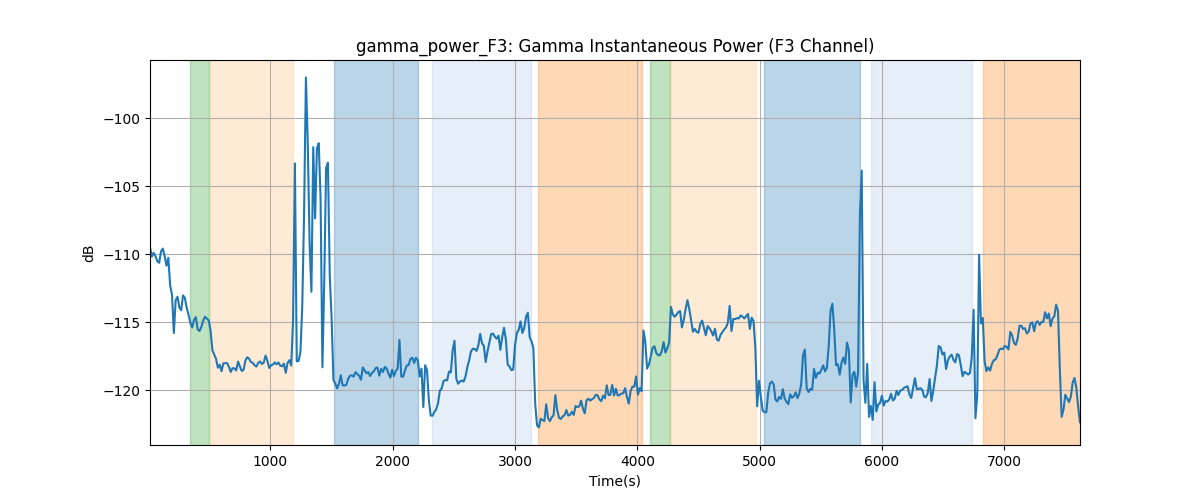 gamma_power_F3: Gamma Instantaneous Power (F3 Channel)
−100
−105
−110
−115
−120
dB
1000 2000 3000 4000 5000 6000 7000
Time(s)